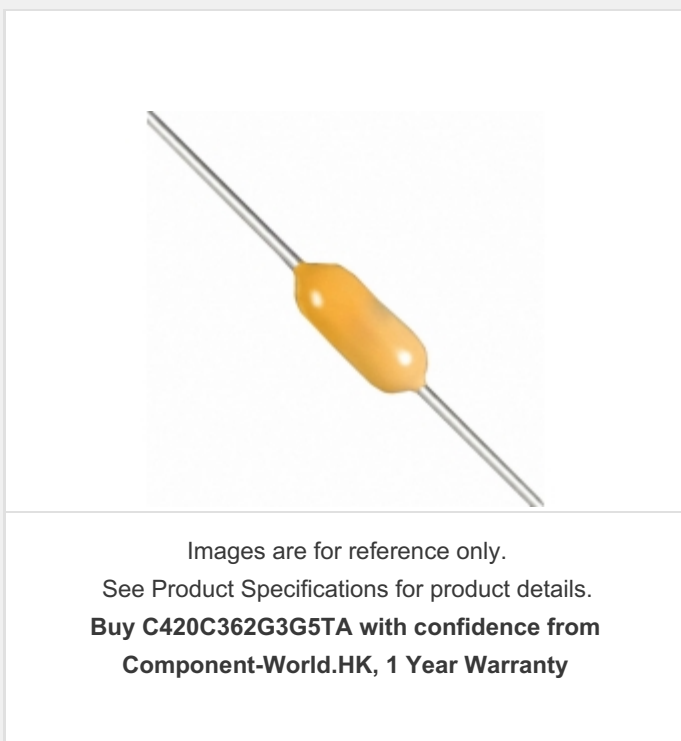 Images are for reference only.
See Product Specifications for product details.
Buy C420C362G3G5TA with confidence from
Component-World.HK, 1 Year Warranty